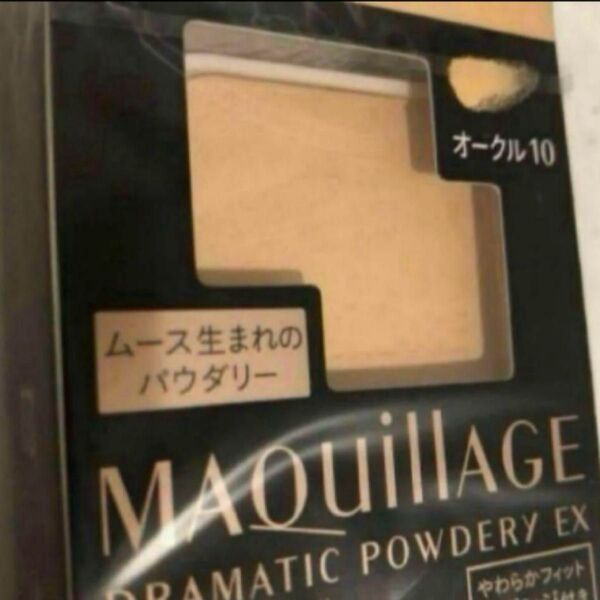 オークル10
ムース生まれの
パウダリー
MAQuillAGE
DRAMATIC POWDERY EX
やわらかフィット